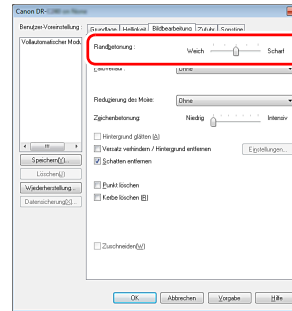 Canon DR-
Benutzer-Voreinstellung :
Vollautomatischer Modu
Speichern(Y)...
Löschen(J)
Wiederherstellung...
Datensicherung(X)...
Grundlage Helligkeit Bildbearbeitung Zufuhr Sonstige
Randbetonung :
Weich Scharf
Ohne
Reduzierung des Moire:
Ohne
Zeichenbetonung:
Niedrig Intensiv
Hintergrund glätten (A)
Versatz verhindern / Hintergrund entfernen
Einstellungen...
Schatten entfernen
Punkt löschen
Kerbe löschen (R)
Zuschneiden(W)
OK Abbrechen Vorgabe Hilfe